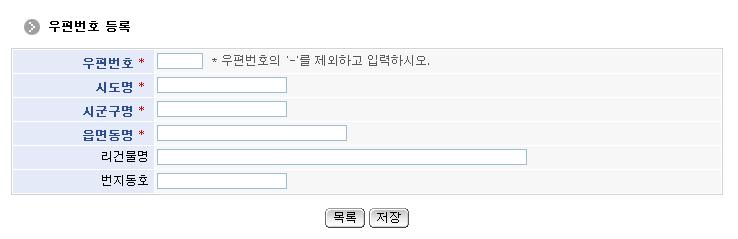 우편번호 등록
우편번호 * * 우편번호의 '-'를 제외하고 입력하시오.
시도명 *
시군구명 *
읍면동명 *
리건물명
번지동호
목록 저장